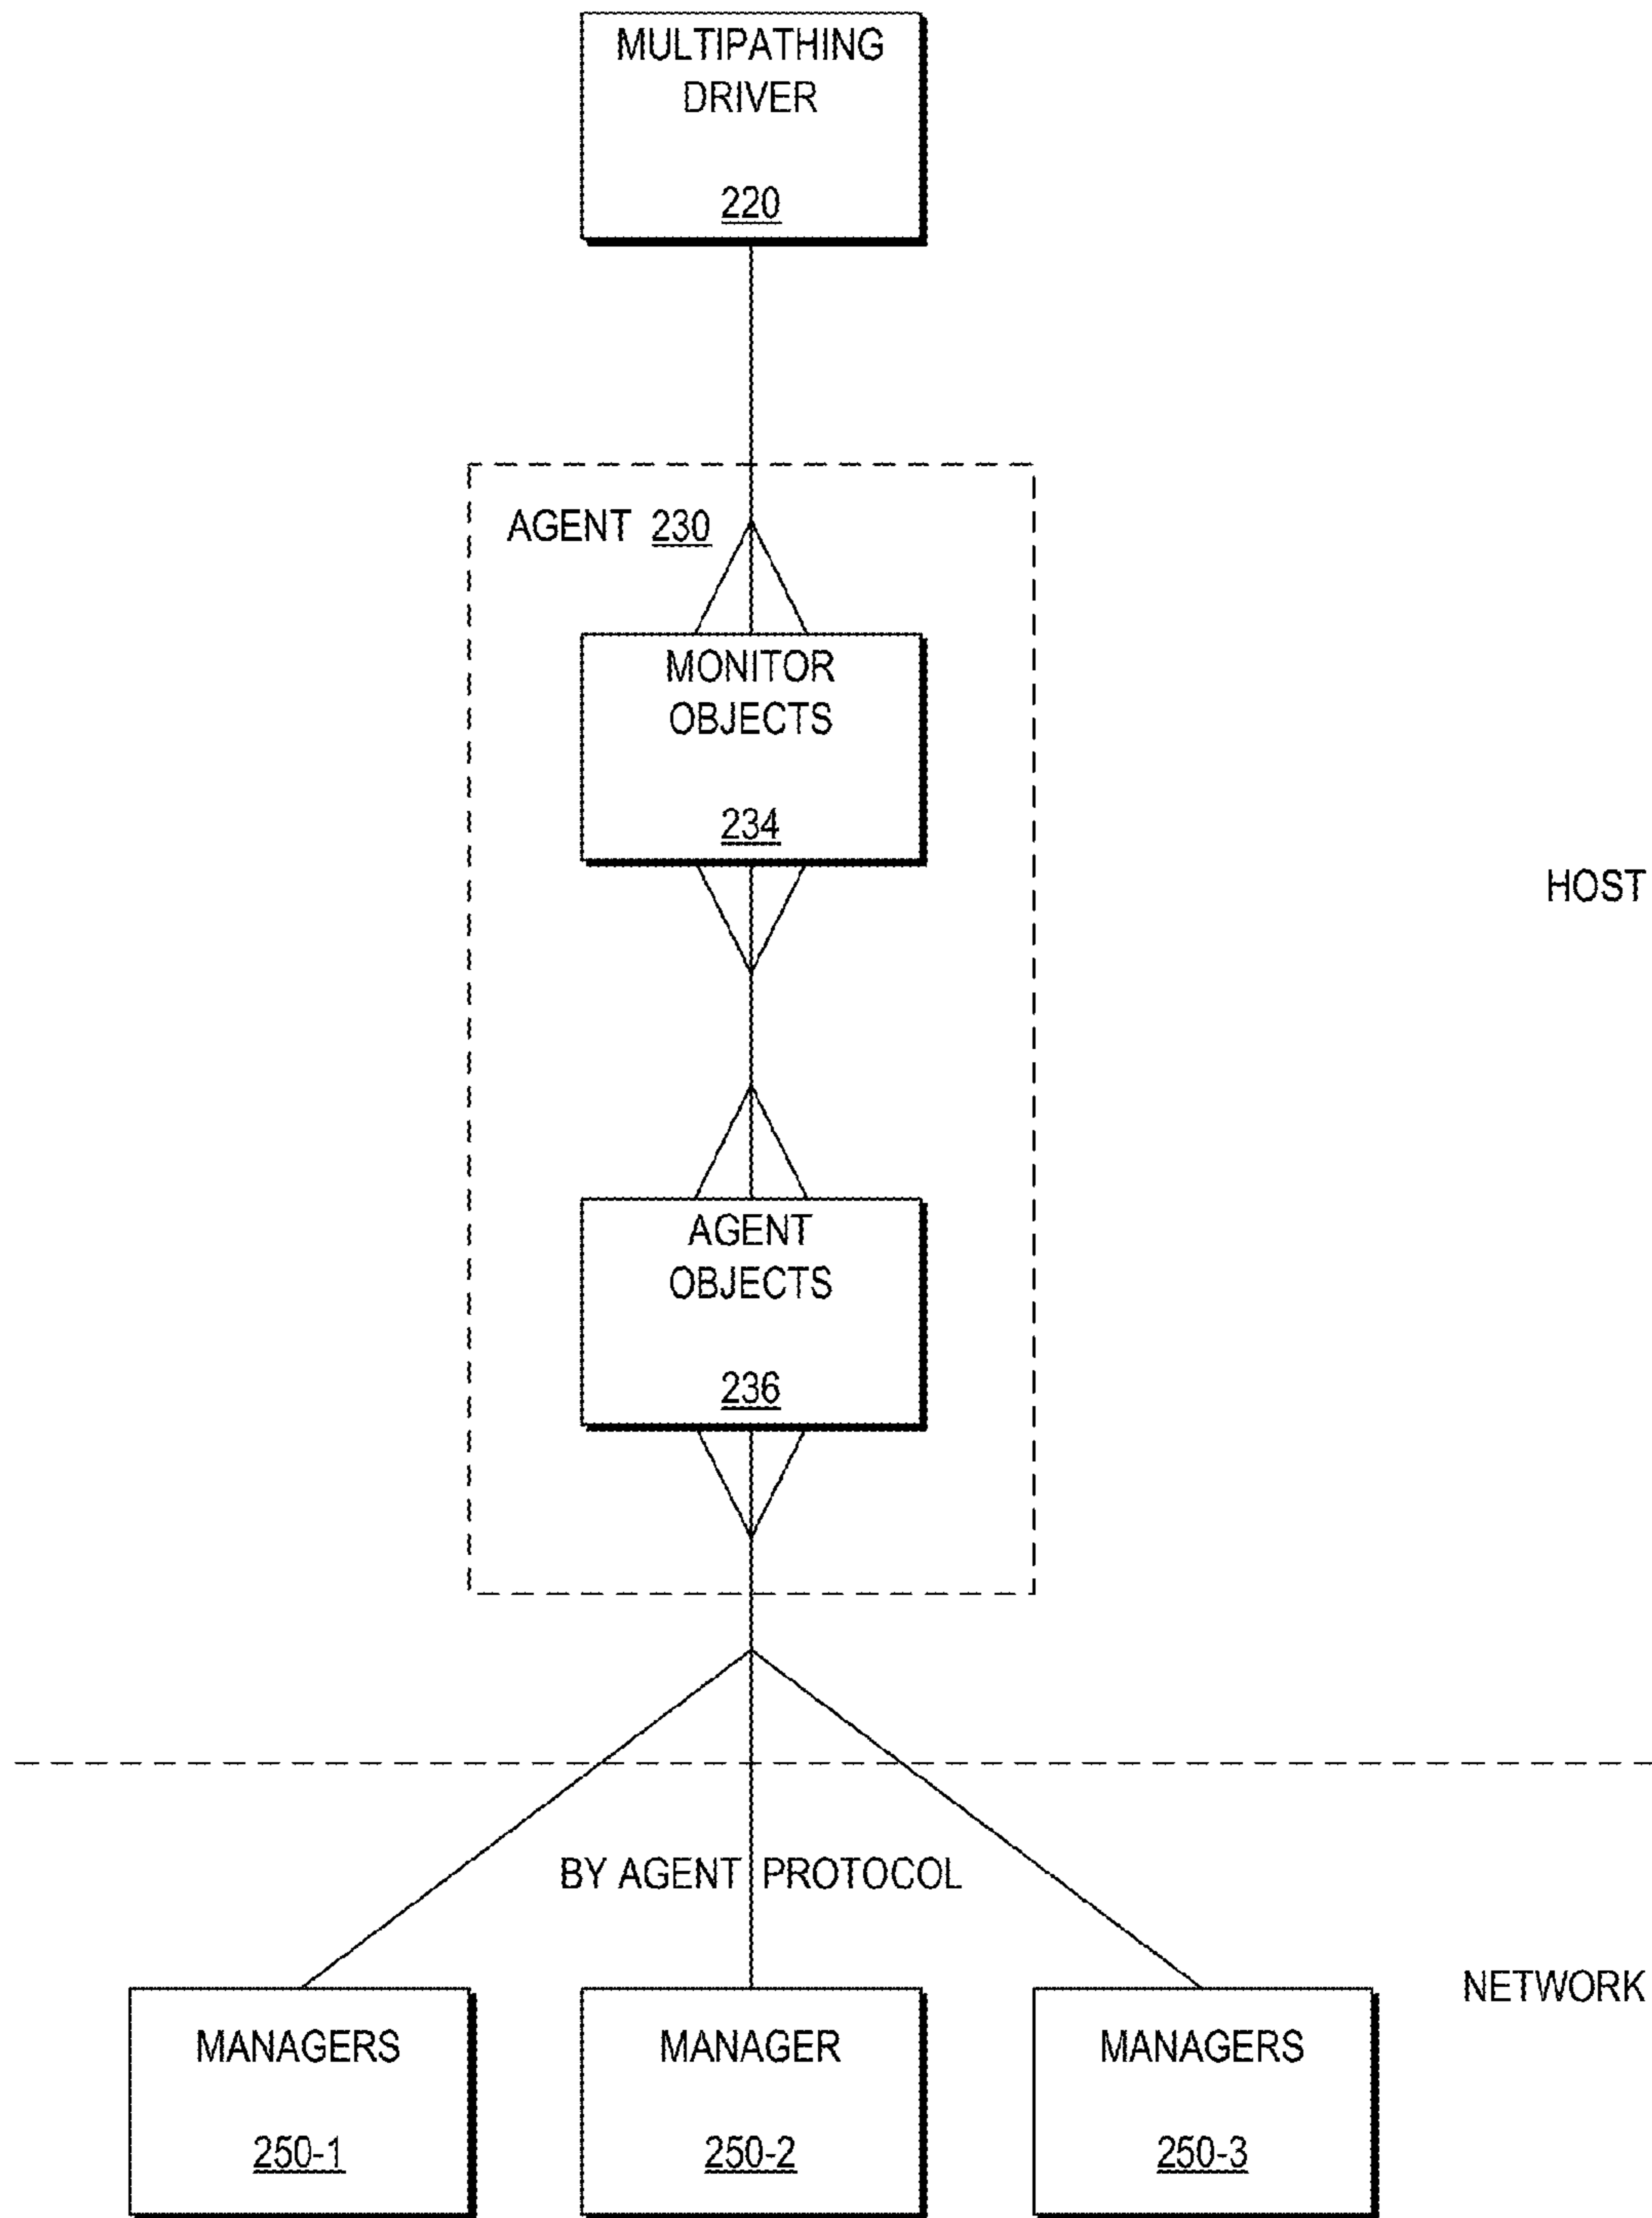 MULTIPATHING
DRIVER
220
AGENT 230
MONITOR
OBJECTS
234
HOST
AGENT
OBJECTS
236
BY AGENT PROTOCOL
NETWORK
MANAGERS
250-1
MANAGER
250-2
MANAGERS
250-3